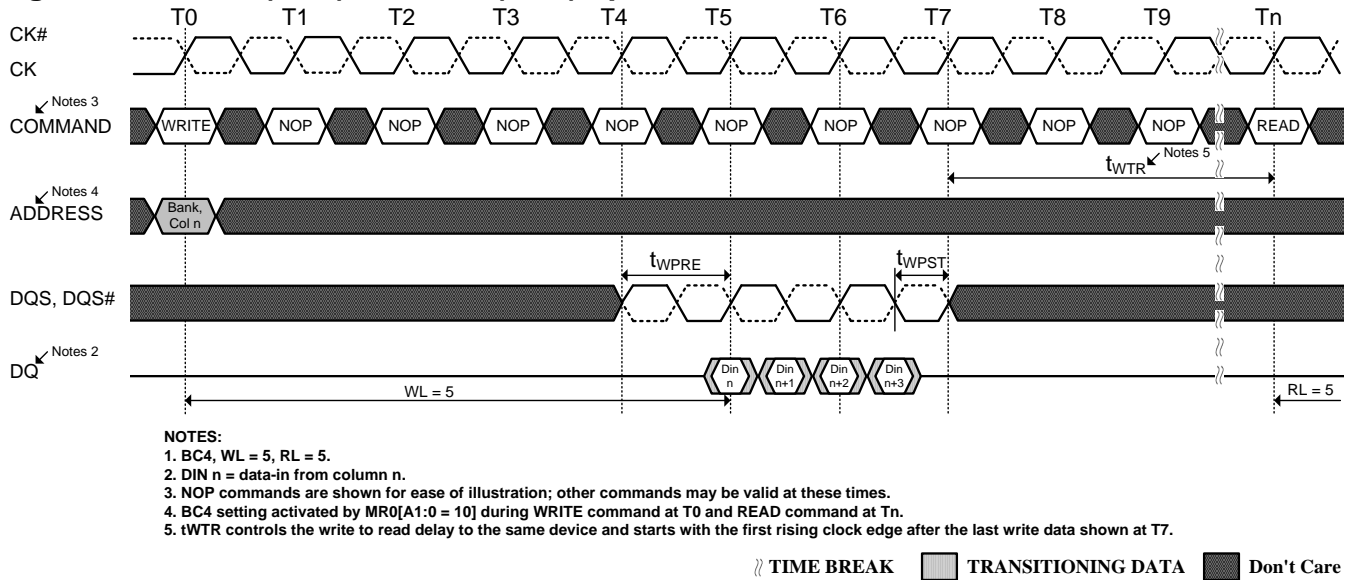 T0 T1 T2 T3 T4 T5 T6 T7 T8 T9 Tn
CK#
CK
Notes 3
COMMAND
WRITE NOP NOP NOP NOP NOP NOP NOP NOP NOP READ
tWTR Notes 5
Notes 4
ADDRESS
Bank,
Col n
tWPRE tWPST
DQS, DQS#
Notes 2
DQ
Din
n
Din
n+1
Din
n+2
Din
n+3
WL = 5
RL = 5
NOTES:
1. BC4, WL = 5, RL = 5.
2. DIN n = data-in from column n.
3. NOP commands are shown for ease of illustration; other commands may be valid at these times.
4. BC4 setting activated by MR0[A1:0 = 10] during WRITE command at T0 and READ command at Tn.
5. tWTR controls the write to read delay to the same device and starts with the first rising clock edge after the last write data shown at T7.
TIME BREAK TRANSITIONING DATA Don't Care